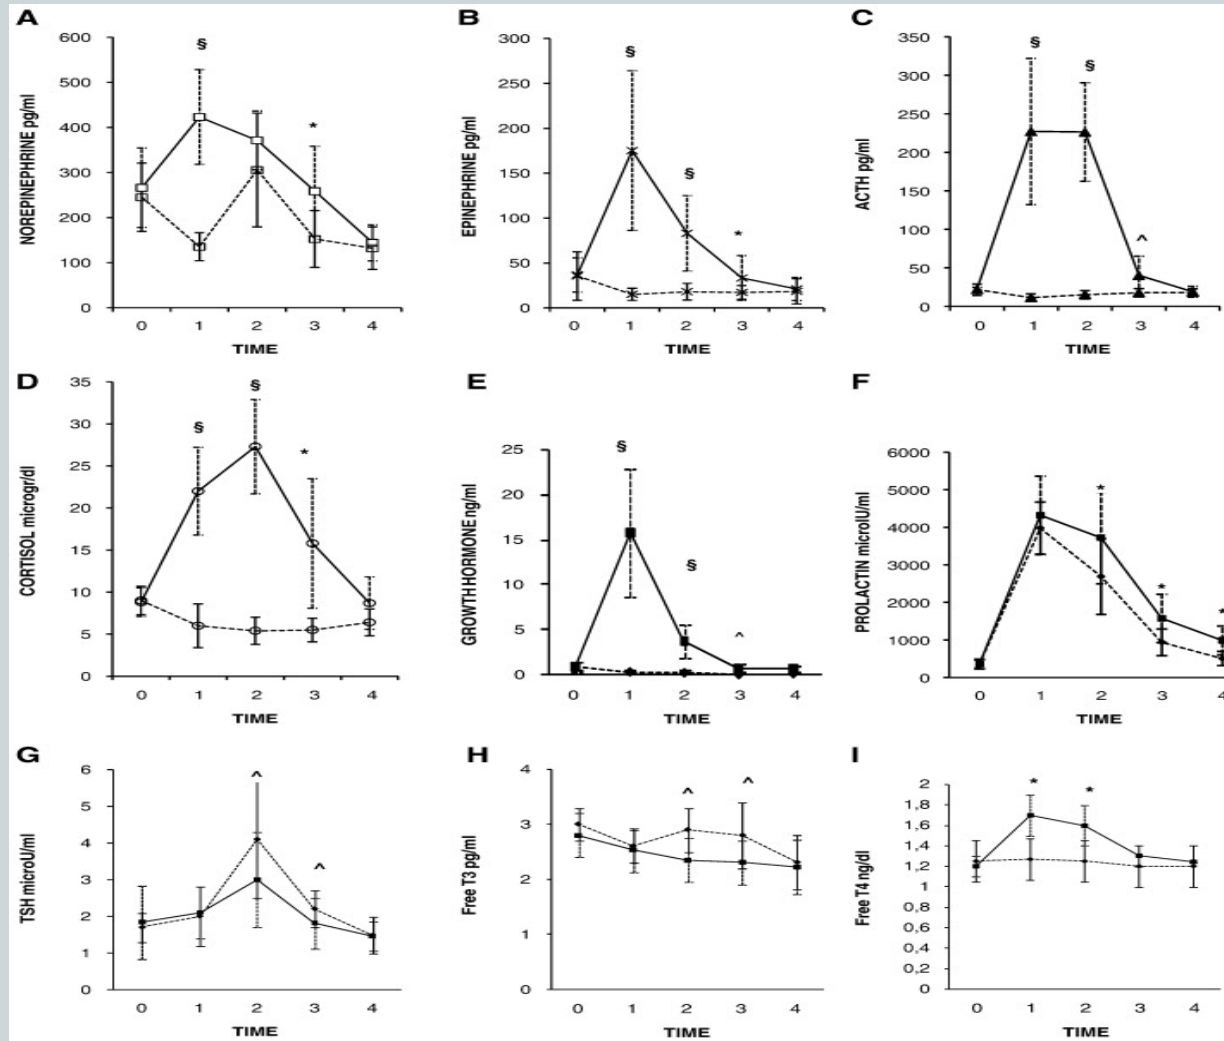 A
NOREPINEPHRINE pg/ml
600
500
400
300
200
100
0
§
*
0 1 2 3 4
TIME
B
EPINEPHRINE pg/ml
300
250
200
150
100
50
0
§
§
*
0 1 2 3 4
TIME
C
ACTH pg/ml
350
300
250
200
150
100
50
0
§
§
^
0 1 2 3 4
TIME
D
CORTISOL microgr/dl
35
30
25
20
15
10
5
0
§
§
*
0 1 2 3 4
TIME
E
GROWTH HORMONE ng/ml
25
20
15
10
5
0
§
§
^
0 1 2 3 4
TIME
F
PROLACTIN microIU/ml
6000
5000
4000
3000
2000
1000
0
*
*
*
0 1 2 3 4
TIME
G
TSH microU/ml
6
5
4
3
2
1
0
^
^
0 1 2 3 4
TIME
H
Free T3 pg/ml
4
3
2
1
0
^
^
0 1 2 3 4
TIME
I
Free T4 ng/dl
2
1,8
1,6
1,4
1,2
1
0,8
0,6
0,4
0,2
0
*
*
0 1 2 3 4
TIME